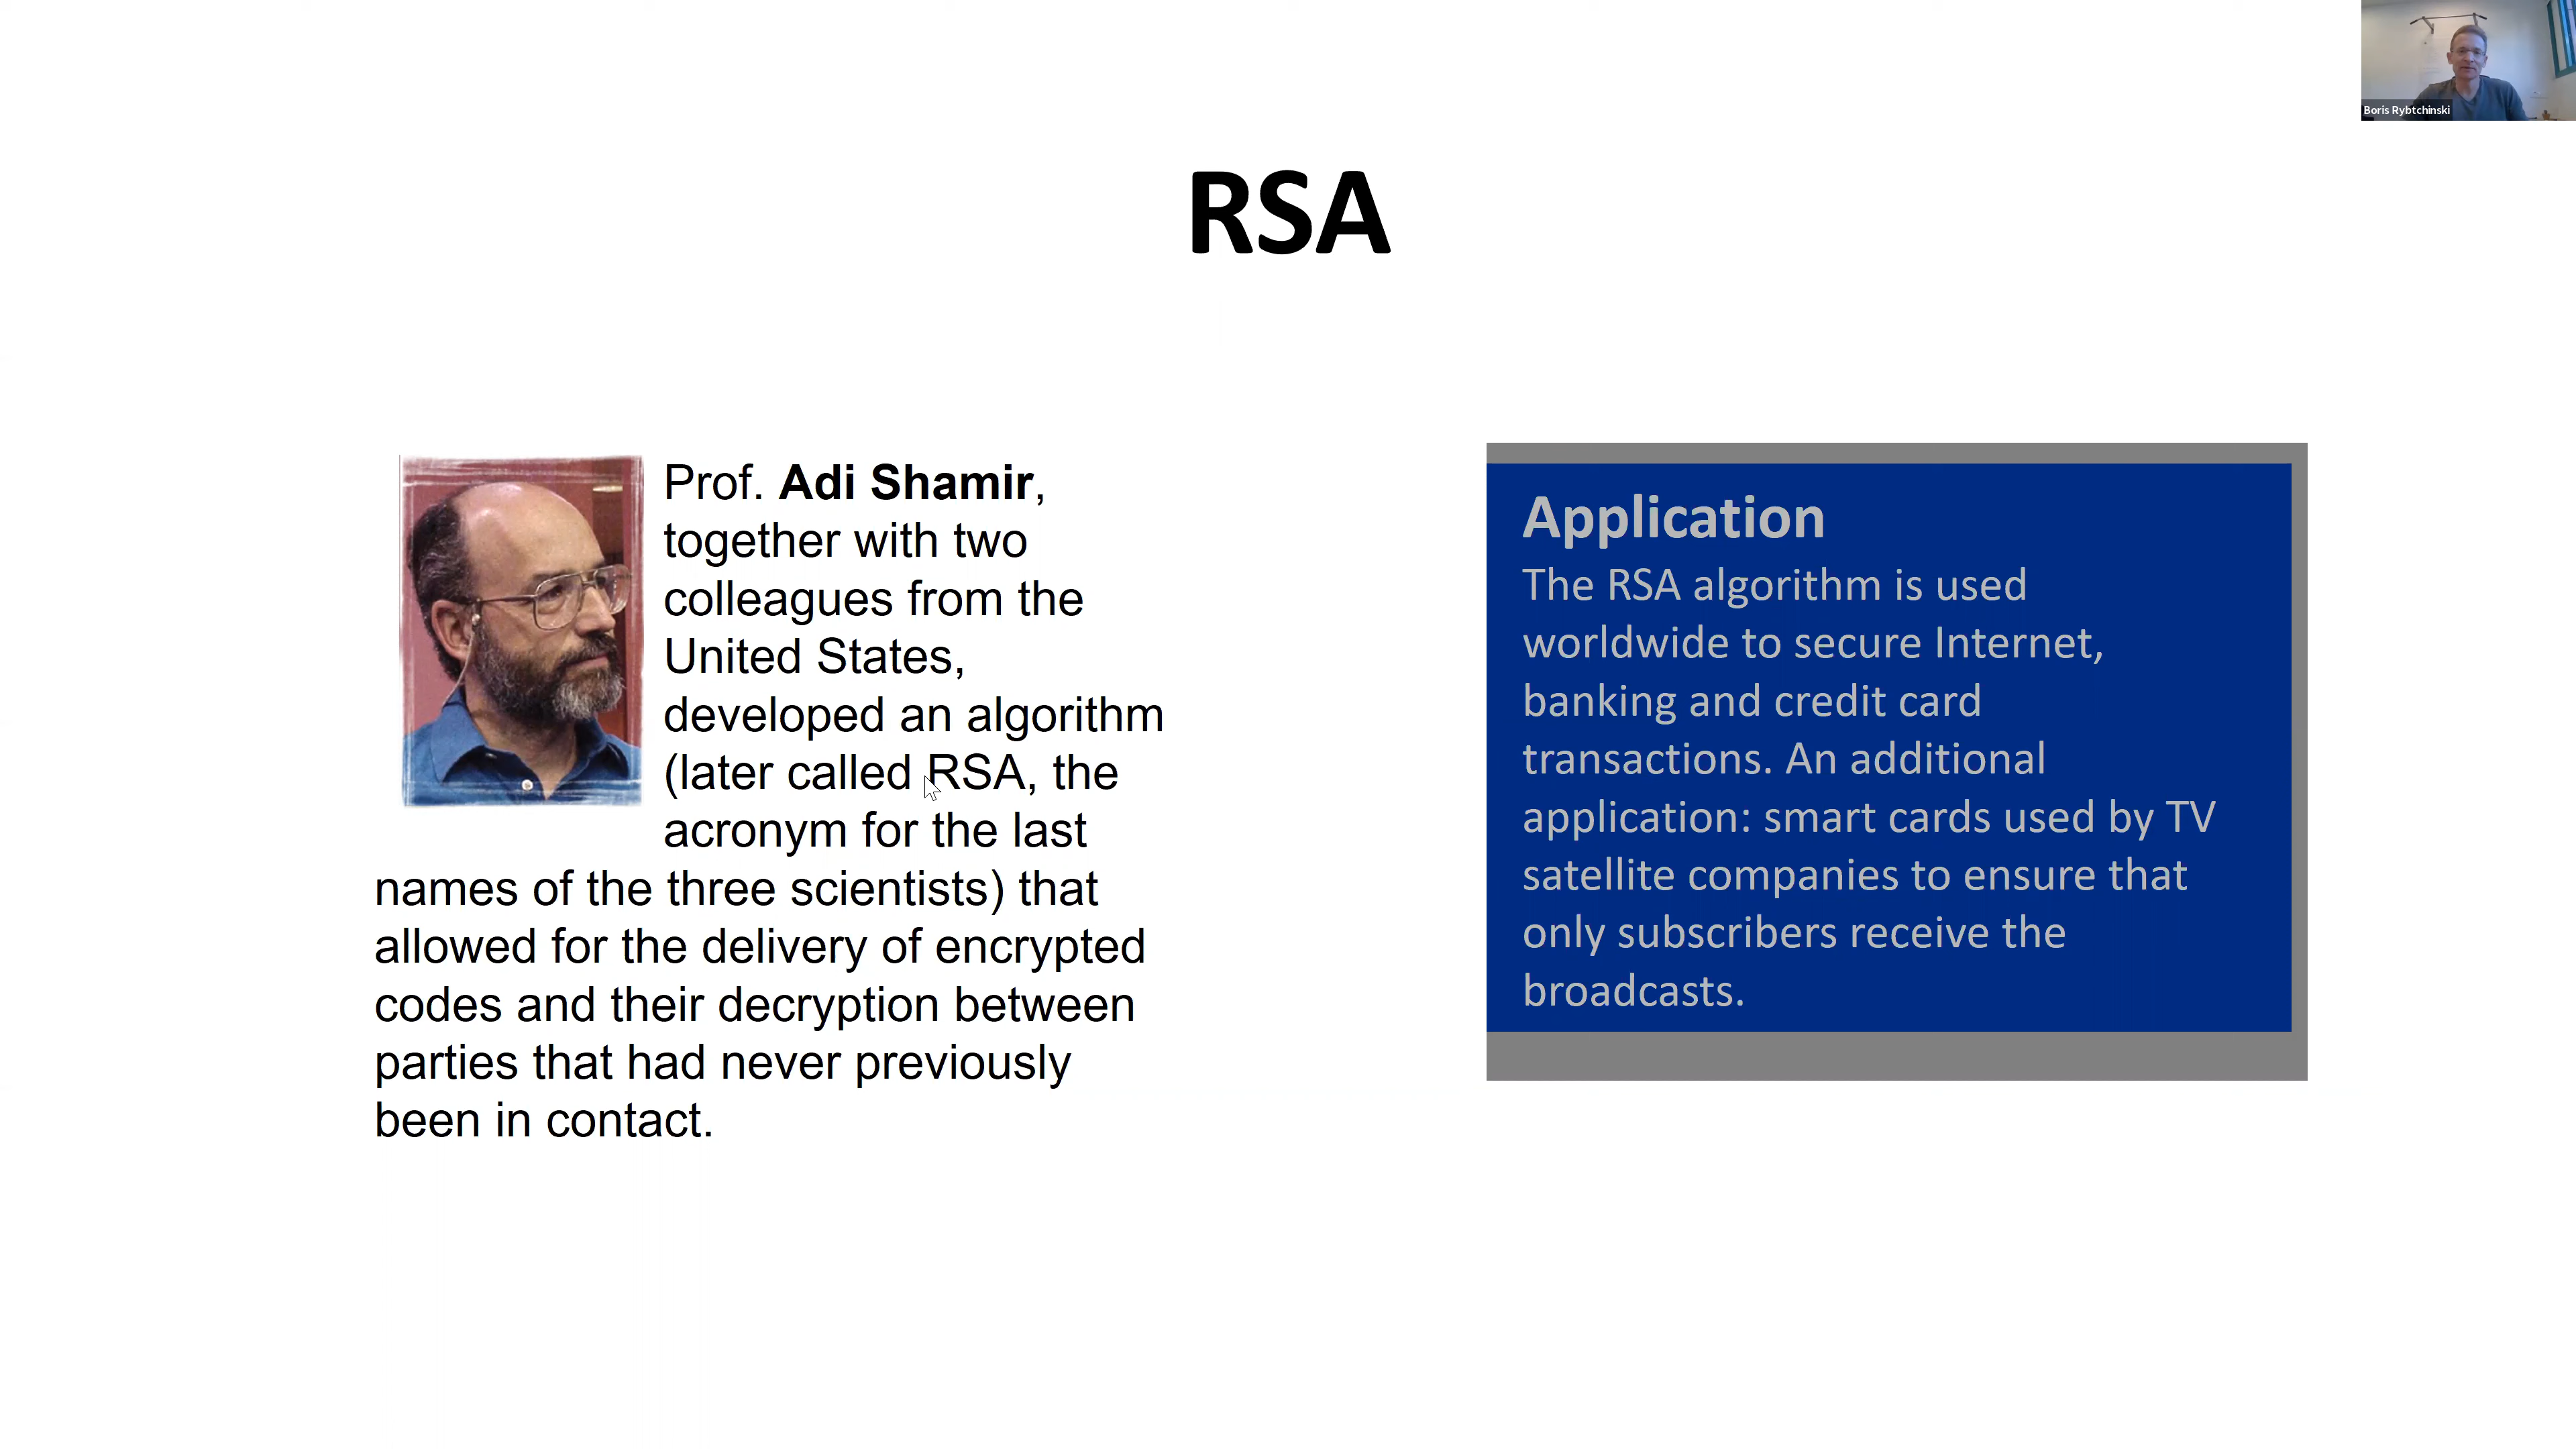 Boris Rybtchinski
RSA
Prof. Adi Shamir,
together with two
colleagues from the
United States,
developed an algorithm
(later called RSA, the
acronym for the last
names of the three scientists) that
allowed for the delivery of encrypted
codes and their decryption between
parties that had never previously
been in contact.
Application
The RSA algorithm is used
worldwide to secure Internet,
banking and credit card
transactions. An additional
application: smart cards used by TV
satellite companies to ensure that
only subscribers receive the
broadcasts.